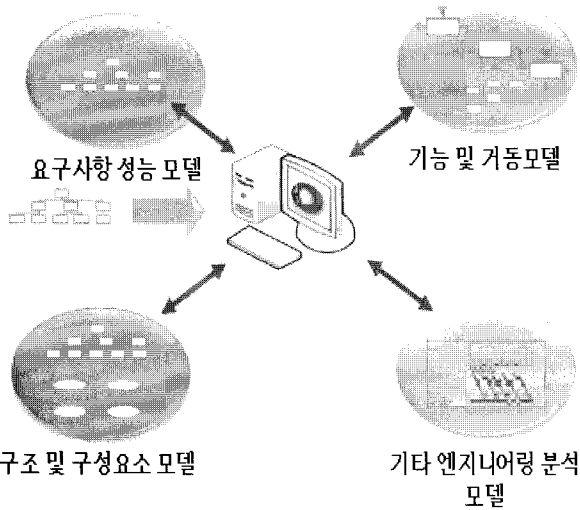 요구사항 성능 모델
기능 및 거동모델
구조 및 구성요소 모델
기타 엔지니어링 분석
모델